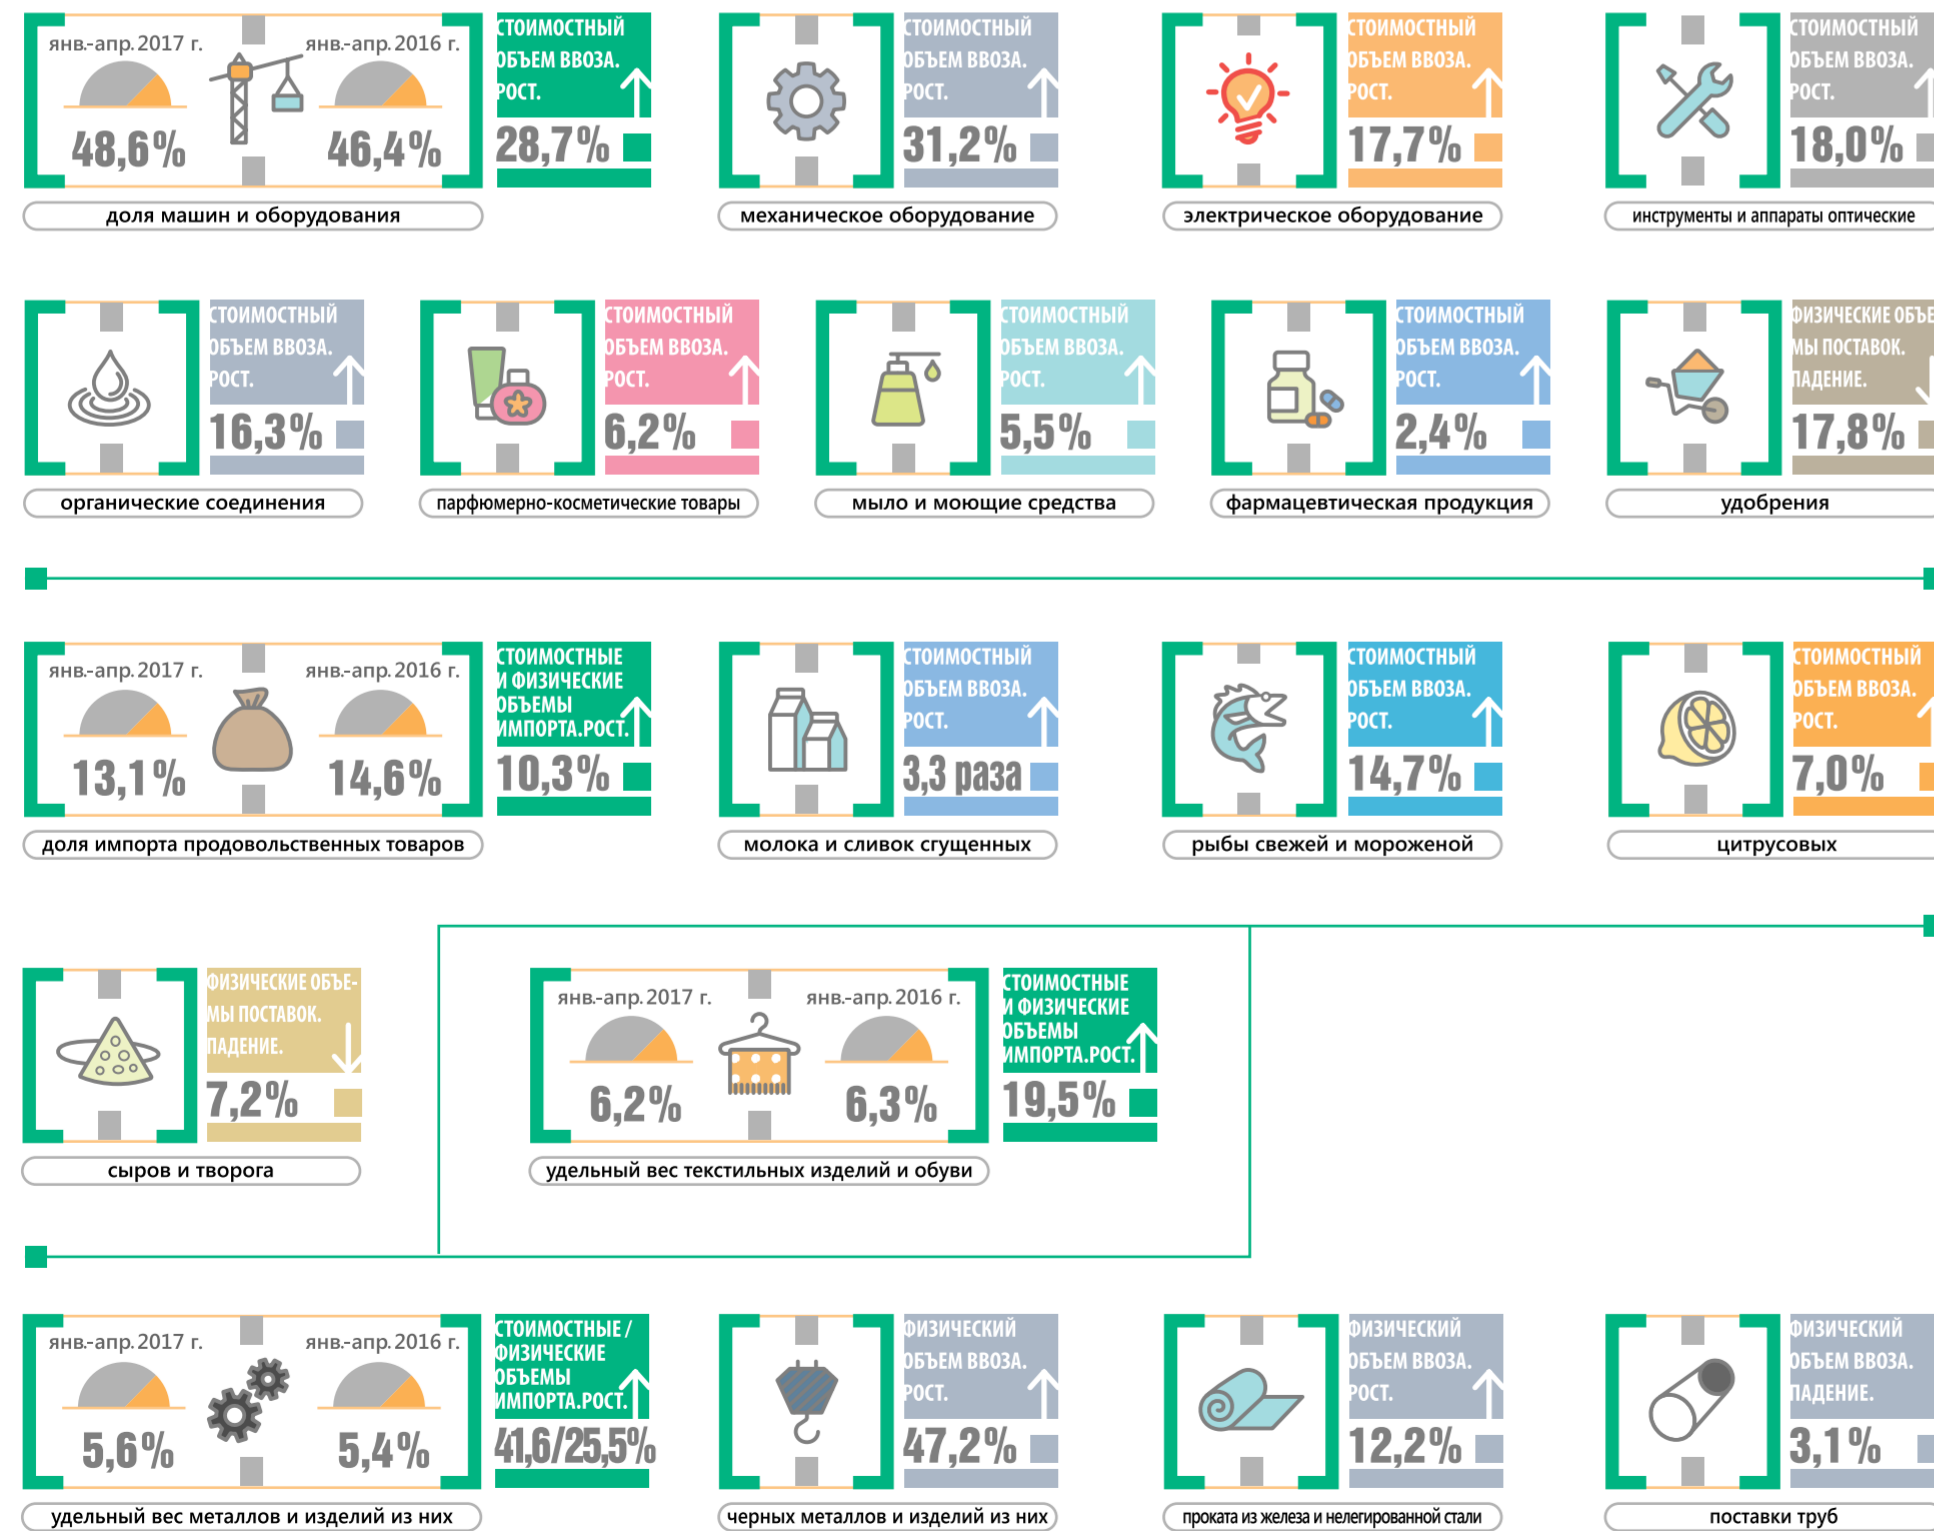 янв.-апр. 2017 г.
янв.-апр. 2016 г.
48,6%
46,4%
СТОИМОСТНЫЙ
ОБЪЕМ ВВОЗА.
РОСТ.
28,7%
доля машин и оборудования
СТОИМОСТНЫЙ
ОБЪЕМ ВВОЗА.
РОСТ.
31,2%
механическое оборудование
СТОИМОСТНЫЙ
ОБЪЕМ ВВОЗА.
РОСТ.
17,7%
электрическое оборудование
СТОИМОСТНЫЙ
ОБЪЕМ ВВОЗА.
РОСТ.
18,0%
инструменты и аппараты оптические
СТОИМОСТНЫЙ
ОБЪЕМ ВВОЗА.
РОСТ.
16,3%
органические соединения
СТОИМОСТНЫЙ
ОБЪЕМ ВВОЗА.
РОСТ.
6,2%
парфюмерно-косметические товары
СТОИМОСТНЫЙ
ОБЪЕМ ВВОЗА.
РОСТ.
5,5%
мыло и моющие средства
СТОИМОСТНЫЙ
ОБЪЕМ ВВОЗА.
РОСТ.
2,4%
фармацевтическая продукция
ФИЗИЧЕСКИЕ ОБЪЕ
МЫ ПОСТАВОК.
ПАДЕНИЕ.
17,8%
удобрения
янв.-апр. 2017 г.
янв.-апр. 2016 г.
13,1%
14,6%
СТОИМОСТНЫЕ
И ФИЗИЧЕСКИЕ
ОБЪЕМЫ
ИМПОРТА.РОСТ.
10,3%
доля импорта продовольственных товаров
СТОИМОСТНЫЙ
ОБЪЕМ ВВОЗА.
РОСТ.
3,3 раза
молока и сливок сгущенных
СТОИМОСТНЫЙ
ОБЪЕМ ВВОЗА.
РОСТ.
14,7%
рыбы свежей и мороженой
СТОИМОСТНЫЙ
ОБЪЕМ ВВОЗА.
РОСТ.
7,0%
цитрусовых
ФИЗИЧЕСКИЕ ОБЪЕ-
МЫ ПОСТАВОК.
ПАДЕНИЕ.
7,2%
сыров и творога
янв.-апр. 2017 г.
янв.-апр. 2016 г.
6,2%
6,3%
СТОИМОСТНЫЕ
И ФИЗИЧЕСКИЕ
ОБЪЕМЫ
ИМПОРТА.РОСТ.
19,5%
удельный вес текстильных изделий и обуви
янв.-апр. 2017 г.
янв.-апр. 2016 г.
5,6%
5,4%
СТОИМОСТНЫЕ /
ФИЗИЧЕСКИЕ
ОБЪЕМЫ
ИМПОРТА.РОСТ.
41,6/25,5%
удельный вес металлов и изделий из них
ФИЗИЧЕСКИЙ
ОБЪЕМ ВВОЗА.
РОСТ.
47,2%
черных металлов и изделий из них
ФИЗИЧЕСКИЙ
ОБЪЕМ ВВОЗА.
РОСТ.
12,2%
проката из железа и нелегированной стали
ФИЗИЧЕСКИЙ
ОБЪЕМ ВВОЗА.
ПАДЕНИЕ.
3,1%
поставки труб